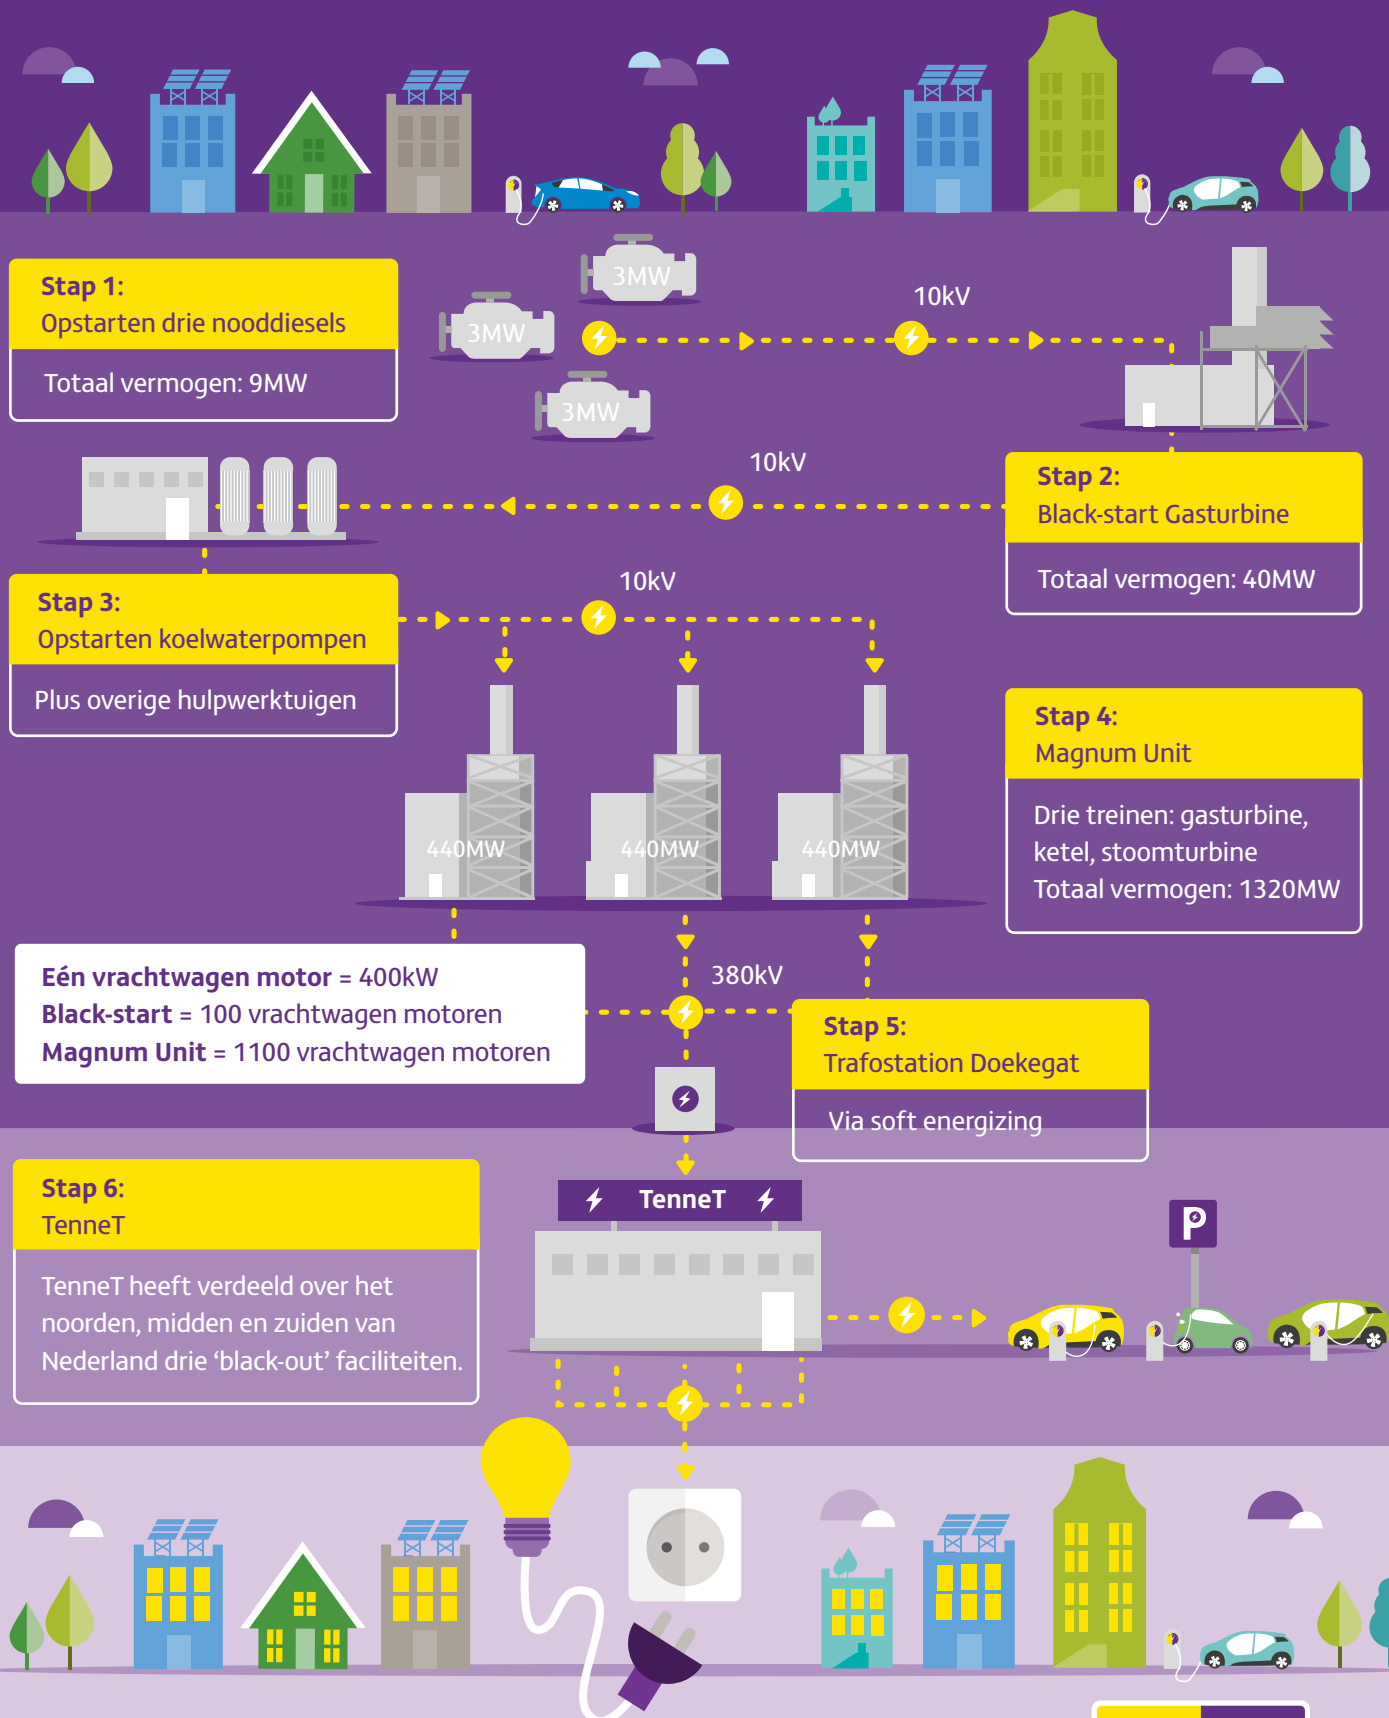 3MW
3MW
3MW
10kV
Stap 1:
Opstarten drie nooddiesels
Totaal vermogen: 9MW
10kV
Stap 2:
Black-start Gasturbine
Totaal vermogen: 40MW
10kV
Stap 3:
Opstarten koelwaterpompen
Plus overige hulpwerktuigen
Stap 4:
Magnum Unit
Drie treinen: gasturbine,
ketel, stoomturbine
Totaal vermogen: 1320MW
440MW
440MW
440MW
Eén vrachtwagen motor = 400kW
Black-start = 100 vrachtwagen motoren
Magnum Unit = 1100 vrachtwagen motoren
380kV
Stap 5:
Trafostation Doekegat
Via soft energizing
Stap 6:
TenneT
TenneT heeft verdeeld over het
noorden, midden en zuiden van
Nederland drie ‘black-out’ faciliteiten.
TenneT
P